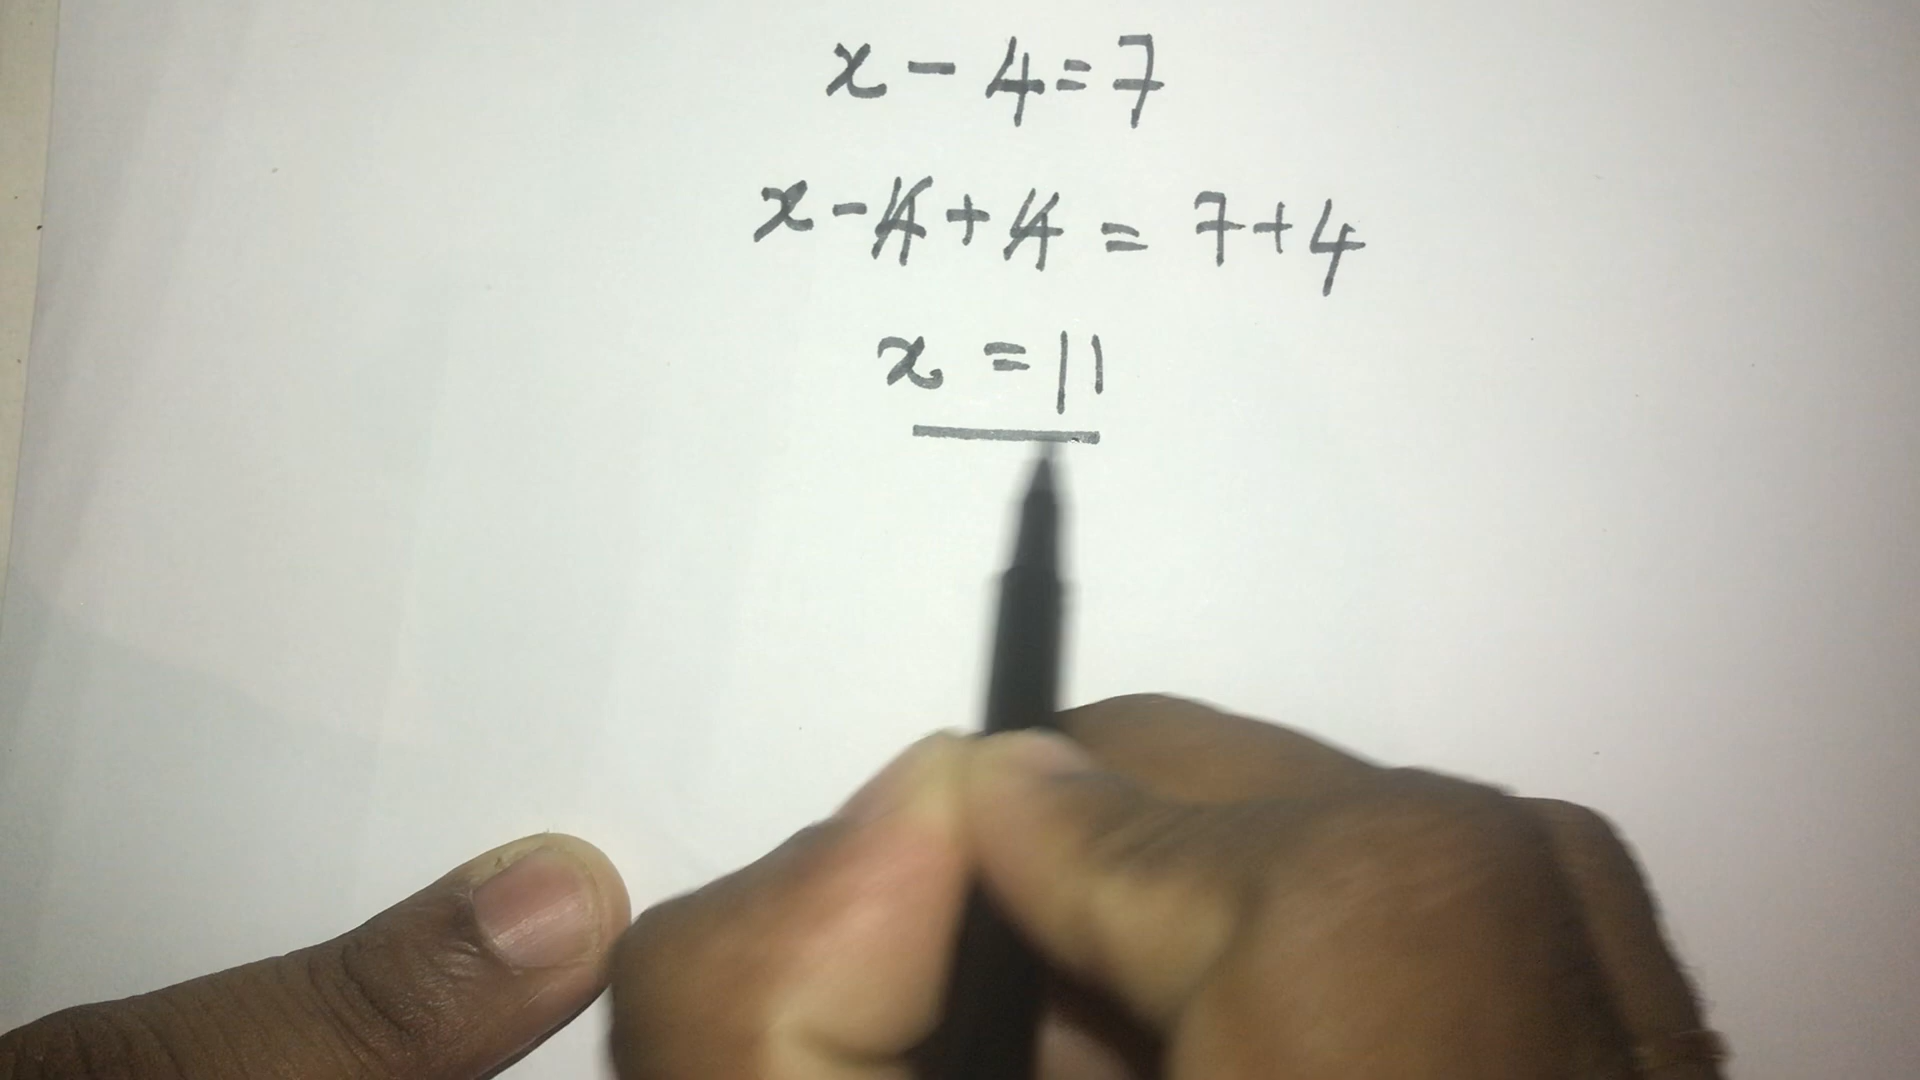 x - 4 = 7
x - 4 + 4 = 7 + 4
x = 11